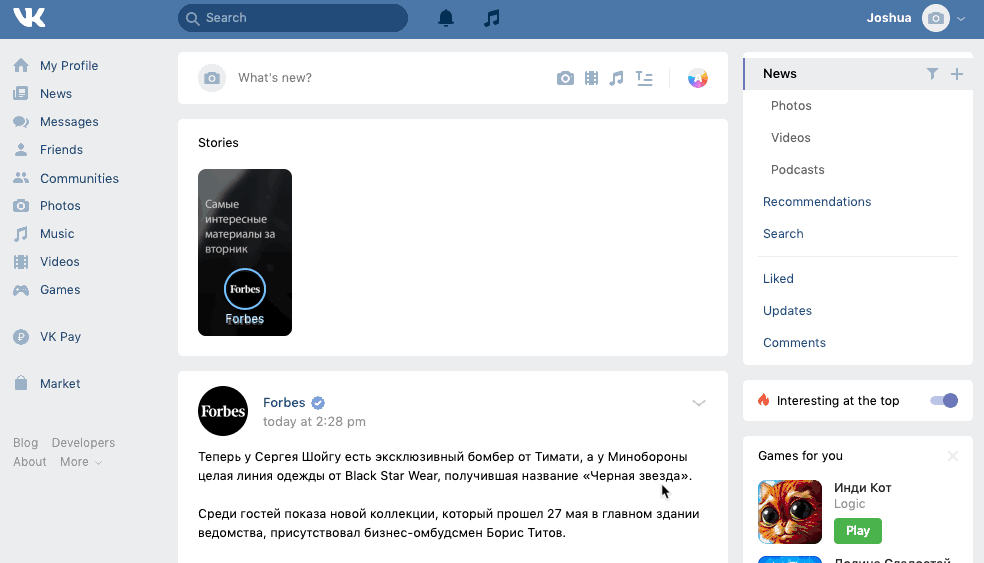 VK
Search
Joshua
My Profile
News
Messages
Friends
Communities
Photos
Music
Videos
Games
VK Pay
Market
Blog Developers
About More
What's new?
Stories
Самые
интересные
материалы за
вторник
Forbes
Forbes
Forbes
Forbes
today at 2:28 pm
Теперь у Сергея Шойгу есть эксклюзивный бомбер от Тимати, а у Минобороны
целая линия одежды от Black Star Wear, получившая название «Черная звезда».
Среди гостей показа новой коллекции, который прошел 27 мая в главном здании
ведомства, присутствовал бизнес-омбудсмен Борис Титов.
News
Photos
Videos
Podcasts
Recommendations
Search
Liked
Updates
Comments
Interesting at the top
Games for you
Инди Кот
Logic
Play